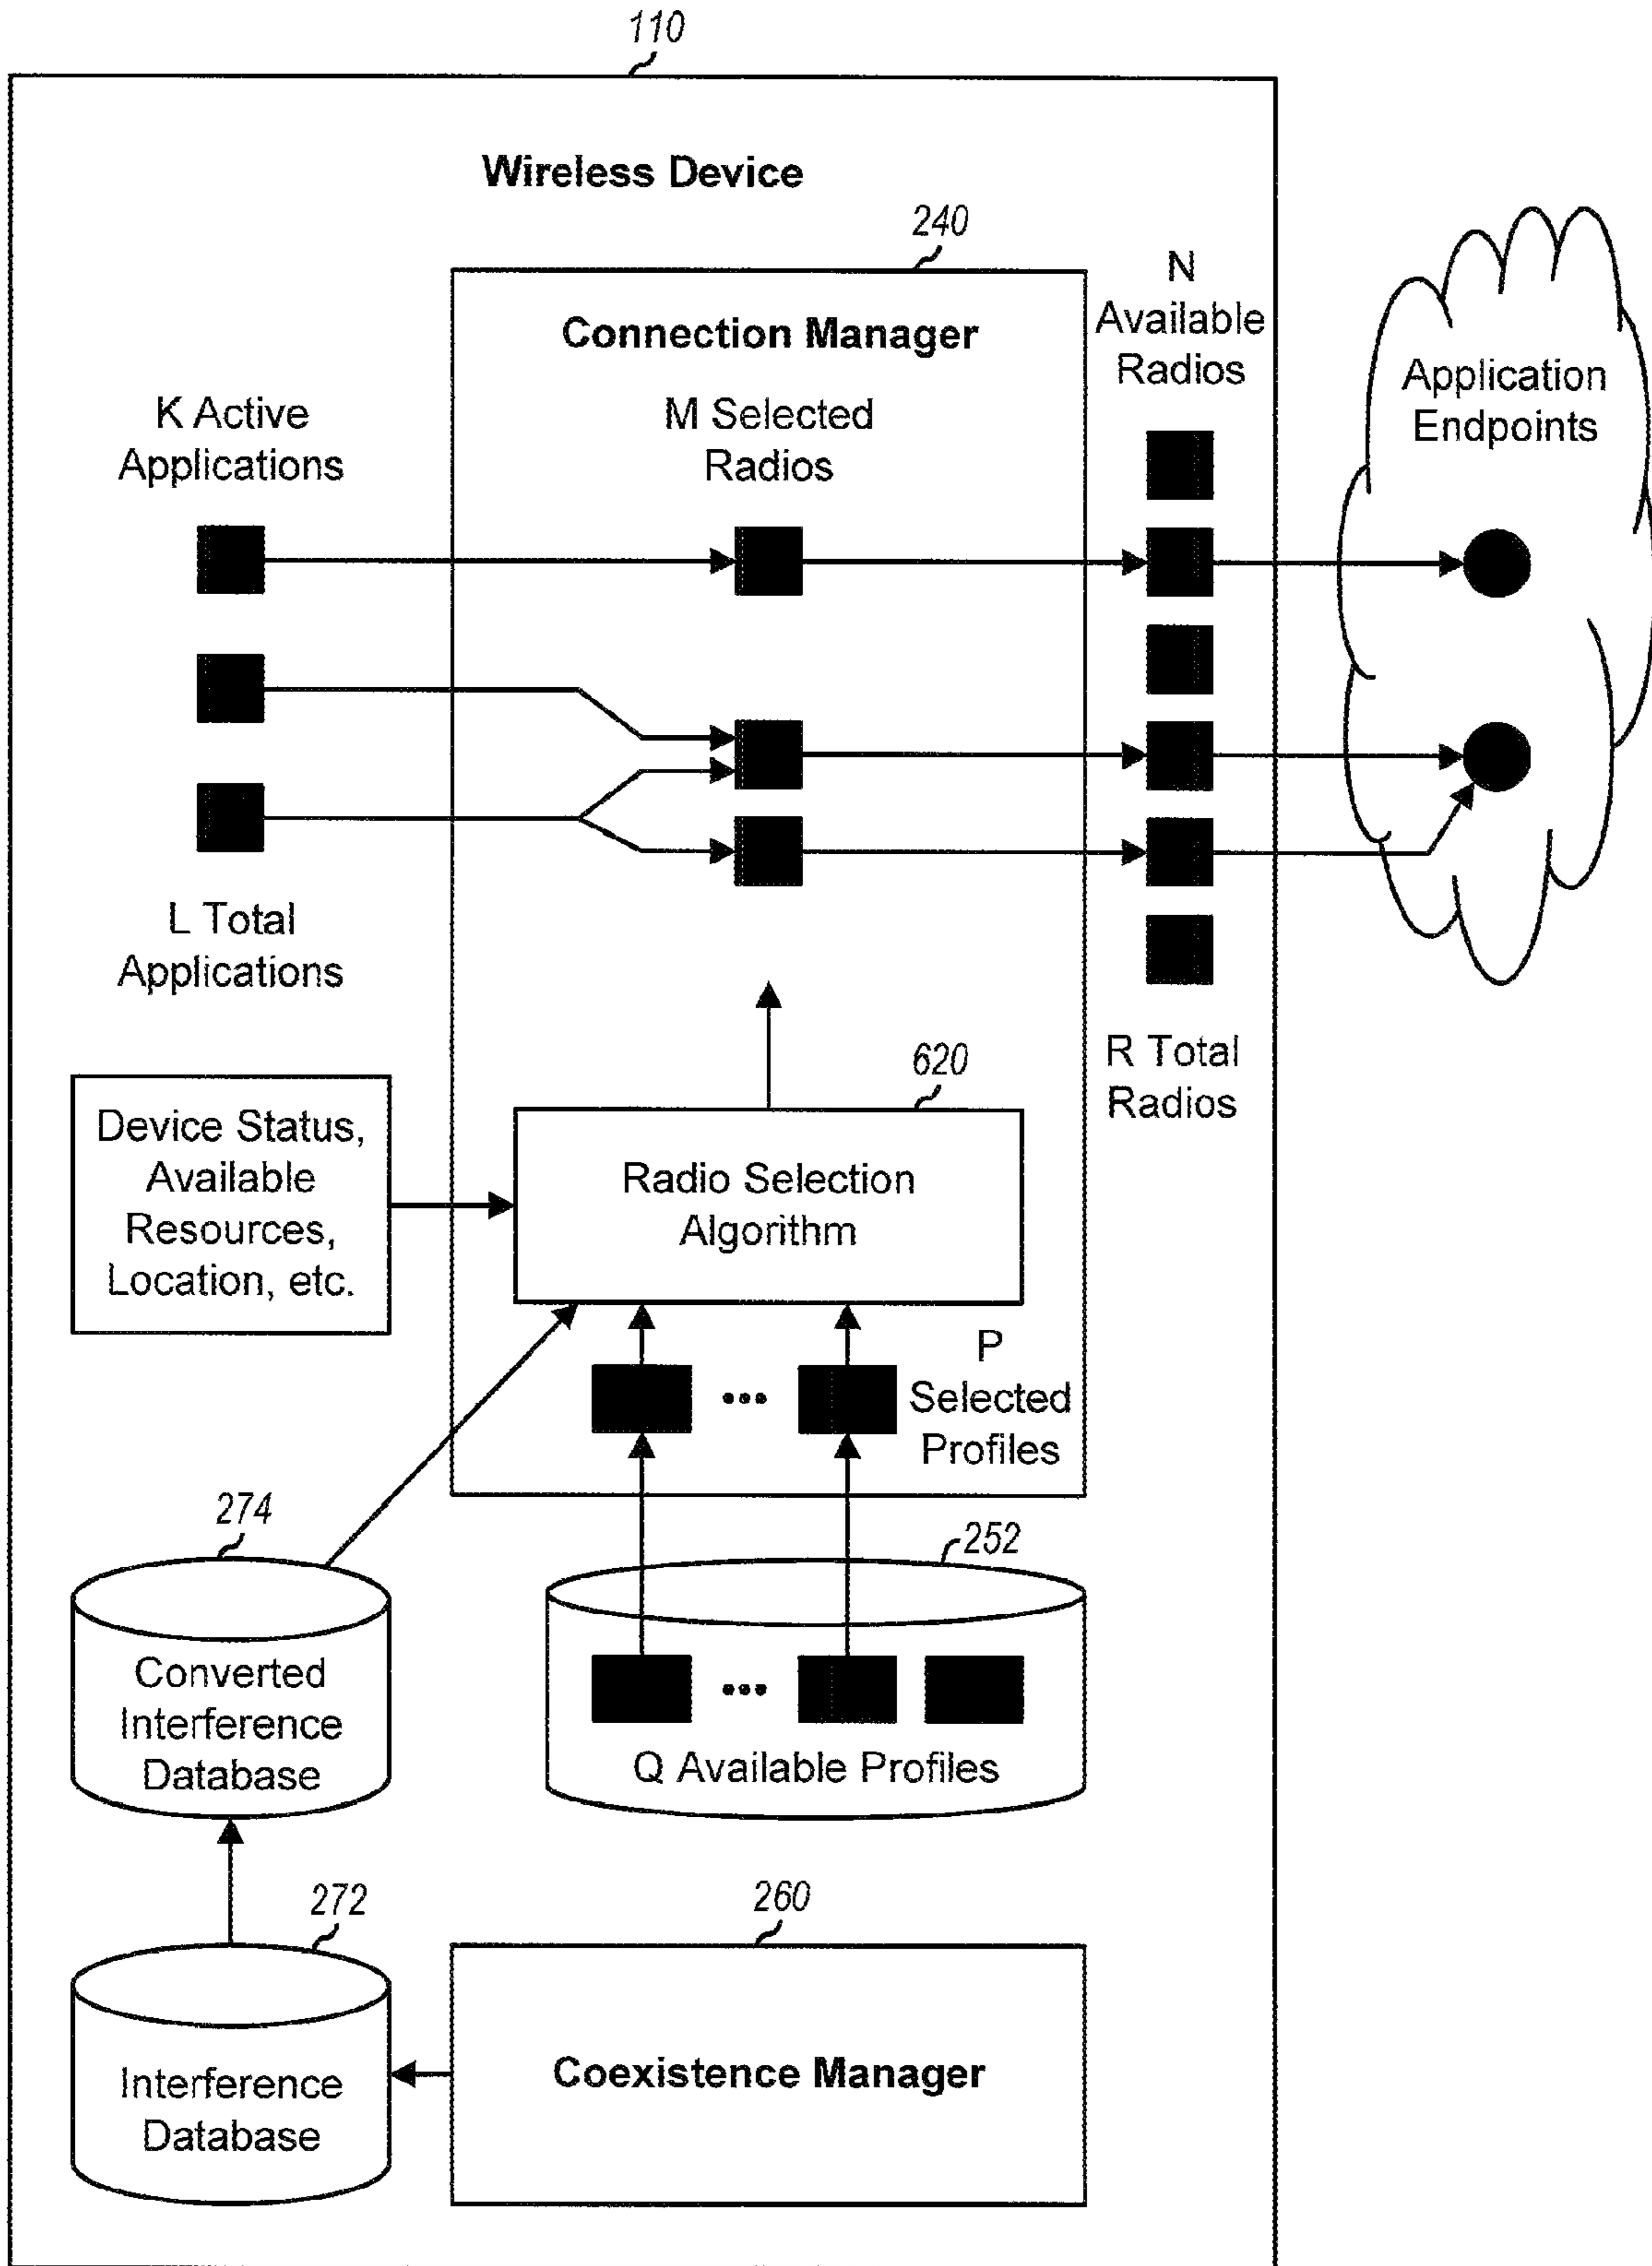 110
Wireless Device
240
N
Available
Radios
Connection Manager
Application
Endpoints
K Active
Applications
M Selected
Radios
L Total
Applications
R Total
Radios
620
Device Status,
Available
Resources,
Location, etc.
Radio Selection
Algorithm
P
Selected
Profiles
...
274
252
Converted
Interference
Database
...
Q Available Profiles
272
260
Interference
Database
Coexistence Manager